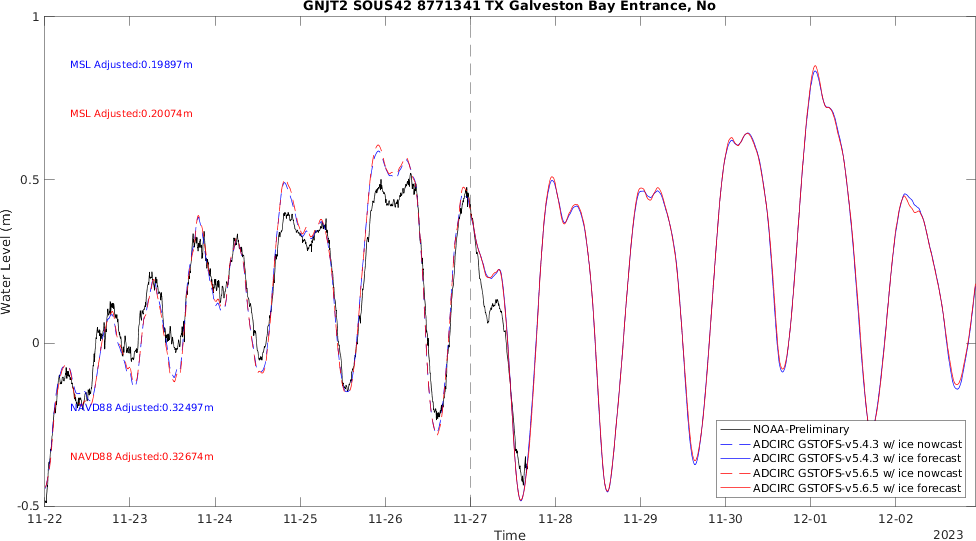 GNJT2 SOUS42 8771341 TX Galveston Bay Entrance, No
1
MSL Adjusted:0.19897m
MSL Adjusted:0.20074m
0.5
Water Level (m)
0
NAVD88 Adjusted:0.32497m
NAVD88 Adjusted:0.32674m
-0.5
NOAA-Preliminary
ADCIRC GSTOFS-v5.4.3 w/ ice nowcast
ADCIRC GSTOFS-v5.4.3 w/ ice forecast
ADCIRC GSTOFS-v5.6.5 w/ ice nowcast
ADCIRC GSTOFS-v5.6.5 w/ ice forecast
11-22 11-23 11-24 11-25 11-26 11-27 11-28 11-29 11-30 12-01 12-02
Time
2023